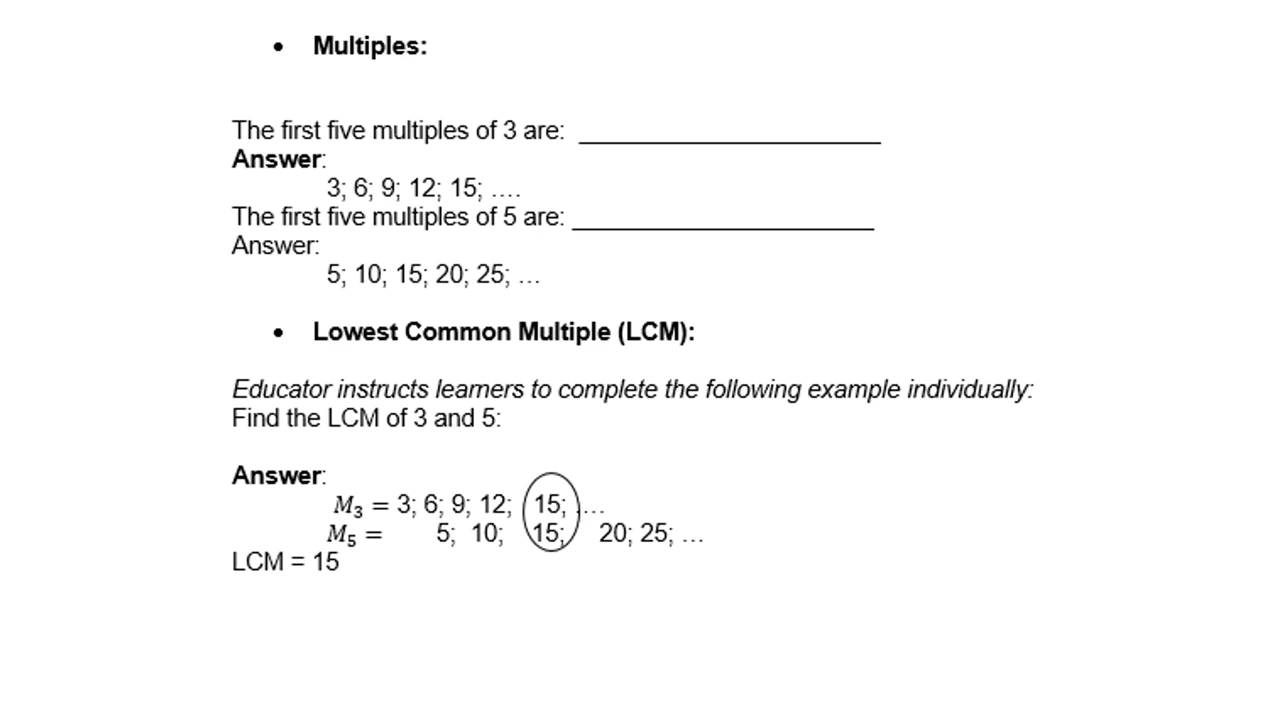 • Multiples:
The first five multiples of 3 are: ______________________
Answer:
3; 6; 9; 12; 15; ….
The first five multiples of 5 are: ______________________
Answer:
5; 10; 15; 20; 25; …
• Lowest Common Multiple (LCM):
Educator instructs learners to complete the following example individually:
Find the LCM of 3 and 5:
Answer:
M₃ = 3; 6; 9; 12; 15; …
M₅ = 5; 10; 15; 20; 25; …
LCM = 15